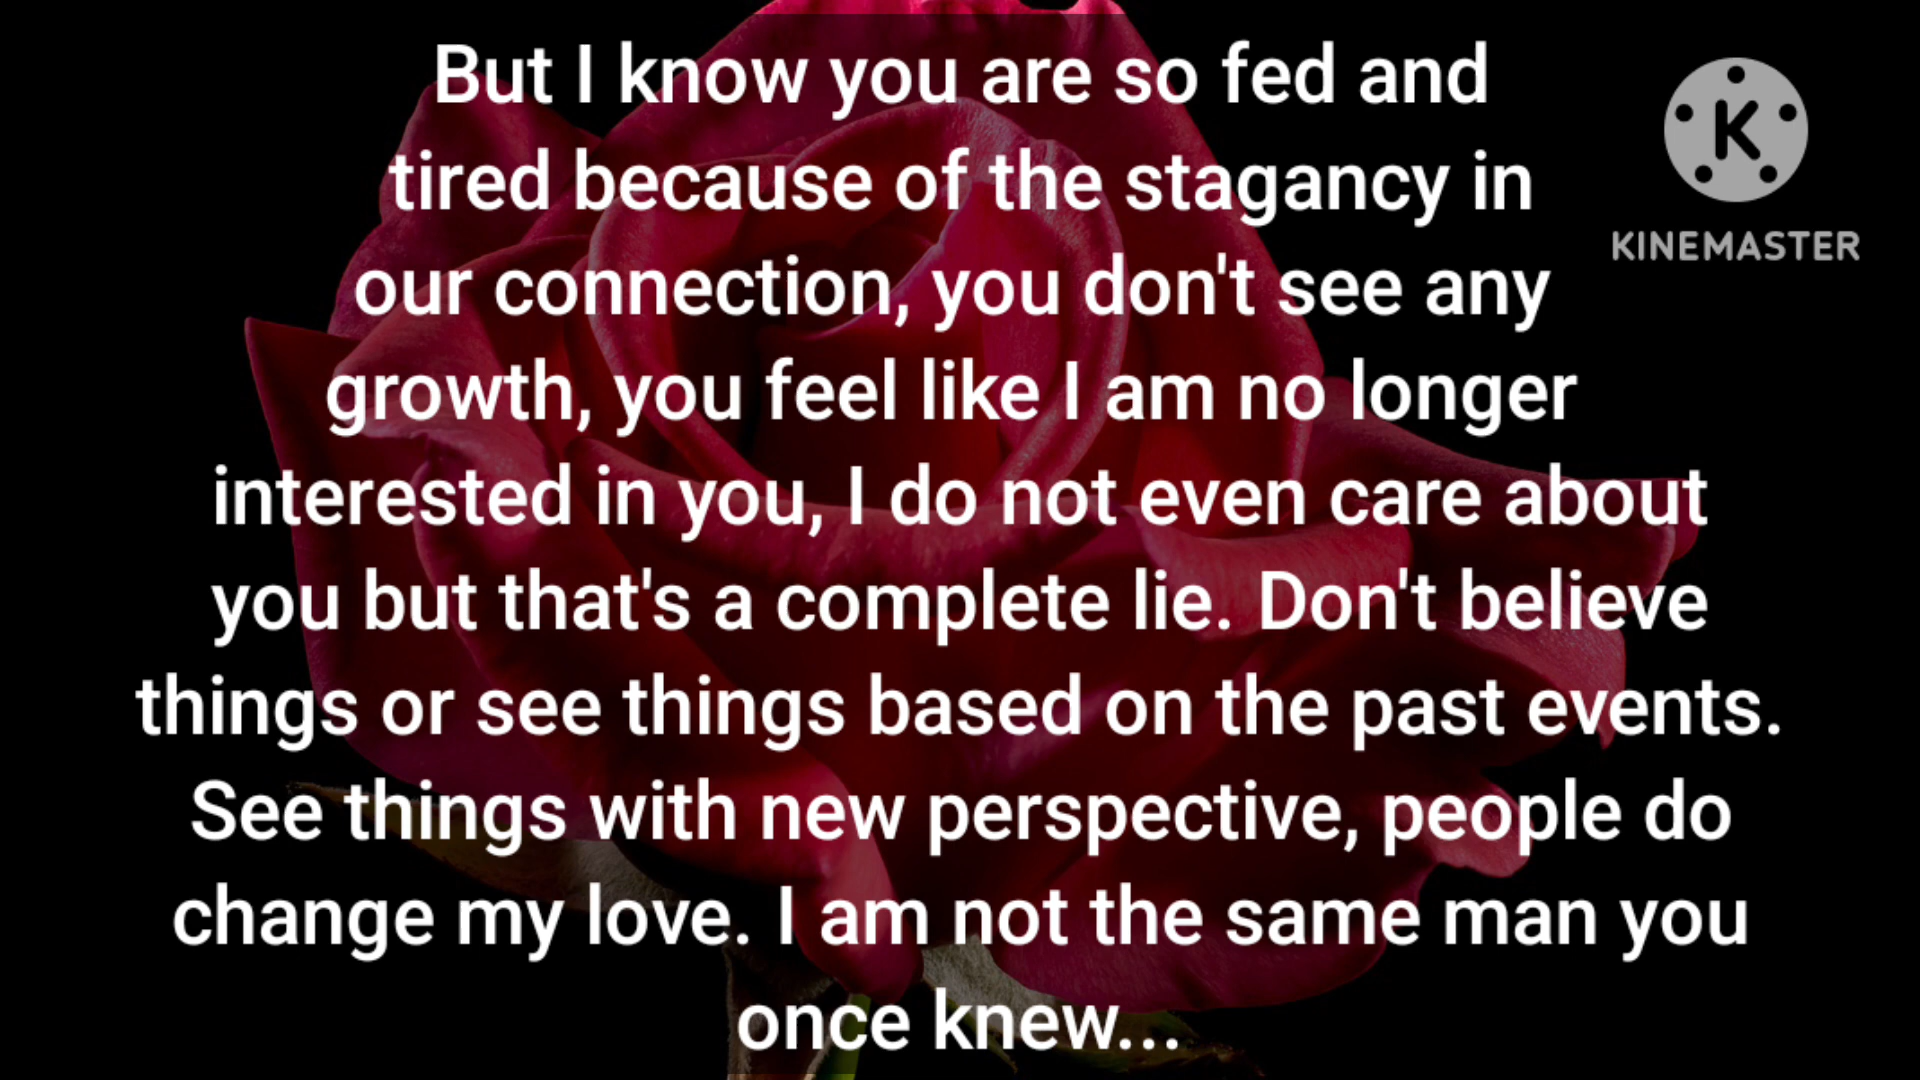 But I know you are so fed and
tired because of the stagancy in
our connection, you don't see any
growth, you feel like I am no longer
interested in you, I do not even care about
you but that's a complete lie. Don't believe
things or see things based on the past events.
See things with new perspective, people do
change my love. I am not the same man you
once knew...
K
KINEMASTER